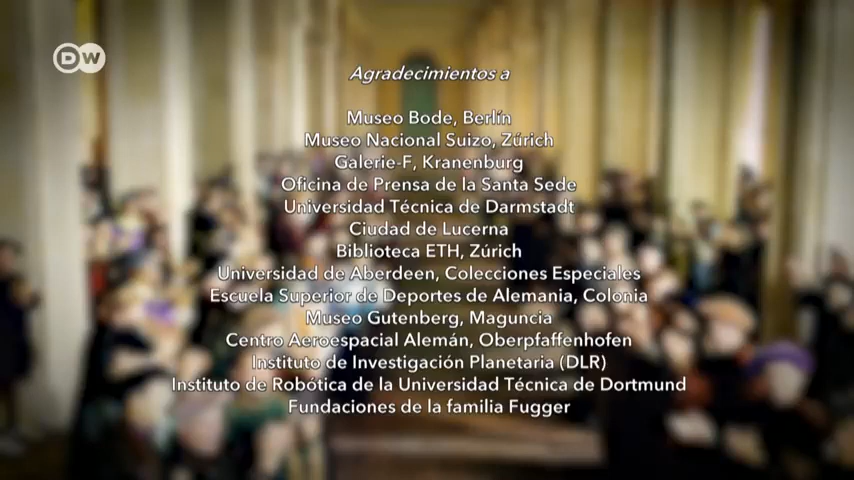 DW
Agradecimientos a
Museo Bode, Berlín
Museo Nacional Suizo, Zúrich
Galerie-F, Kranenburg
Oficina de Prensa de la Santa Sede
Universidad Técnica de Darmstadt
Ciudad de Lucerna
Biblioteca ETH, Zúrich
Universidad de Aberdeen, Colecciones Especiales
Escuela Superior de Deportes de Alemania, Colonia
Museo Gutenberg, Maguncia
Centro Aeroespacial Alemán, Oberpfaffenhofen
Instituto de Investigación Planetaria (DLR)
Instituto de Robótica de la Universidad Técnica de Dortmund
Fundaciones de la familia Fugger